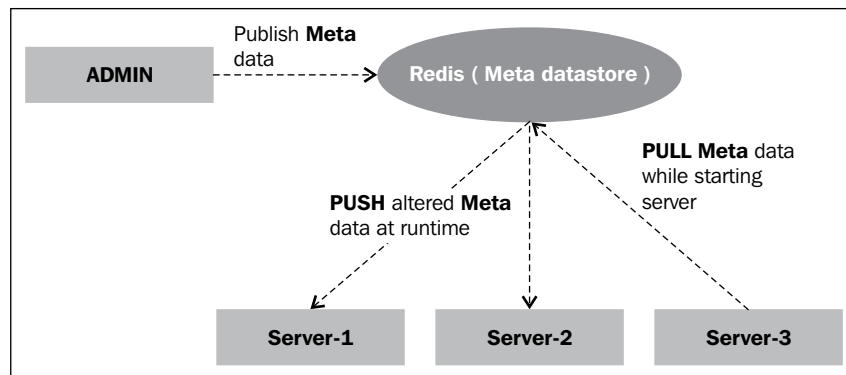 Publish Meta
data
ADMIN
Redis ( Meta datastore )
PULL Meta data
while starting
server
PUSH altered Meta
data at runtime
Server-1
Server-2
Server-3